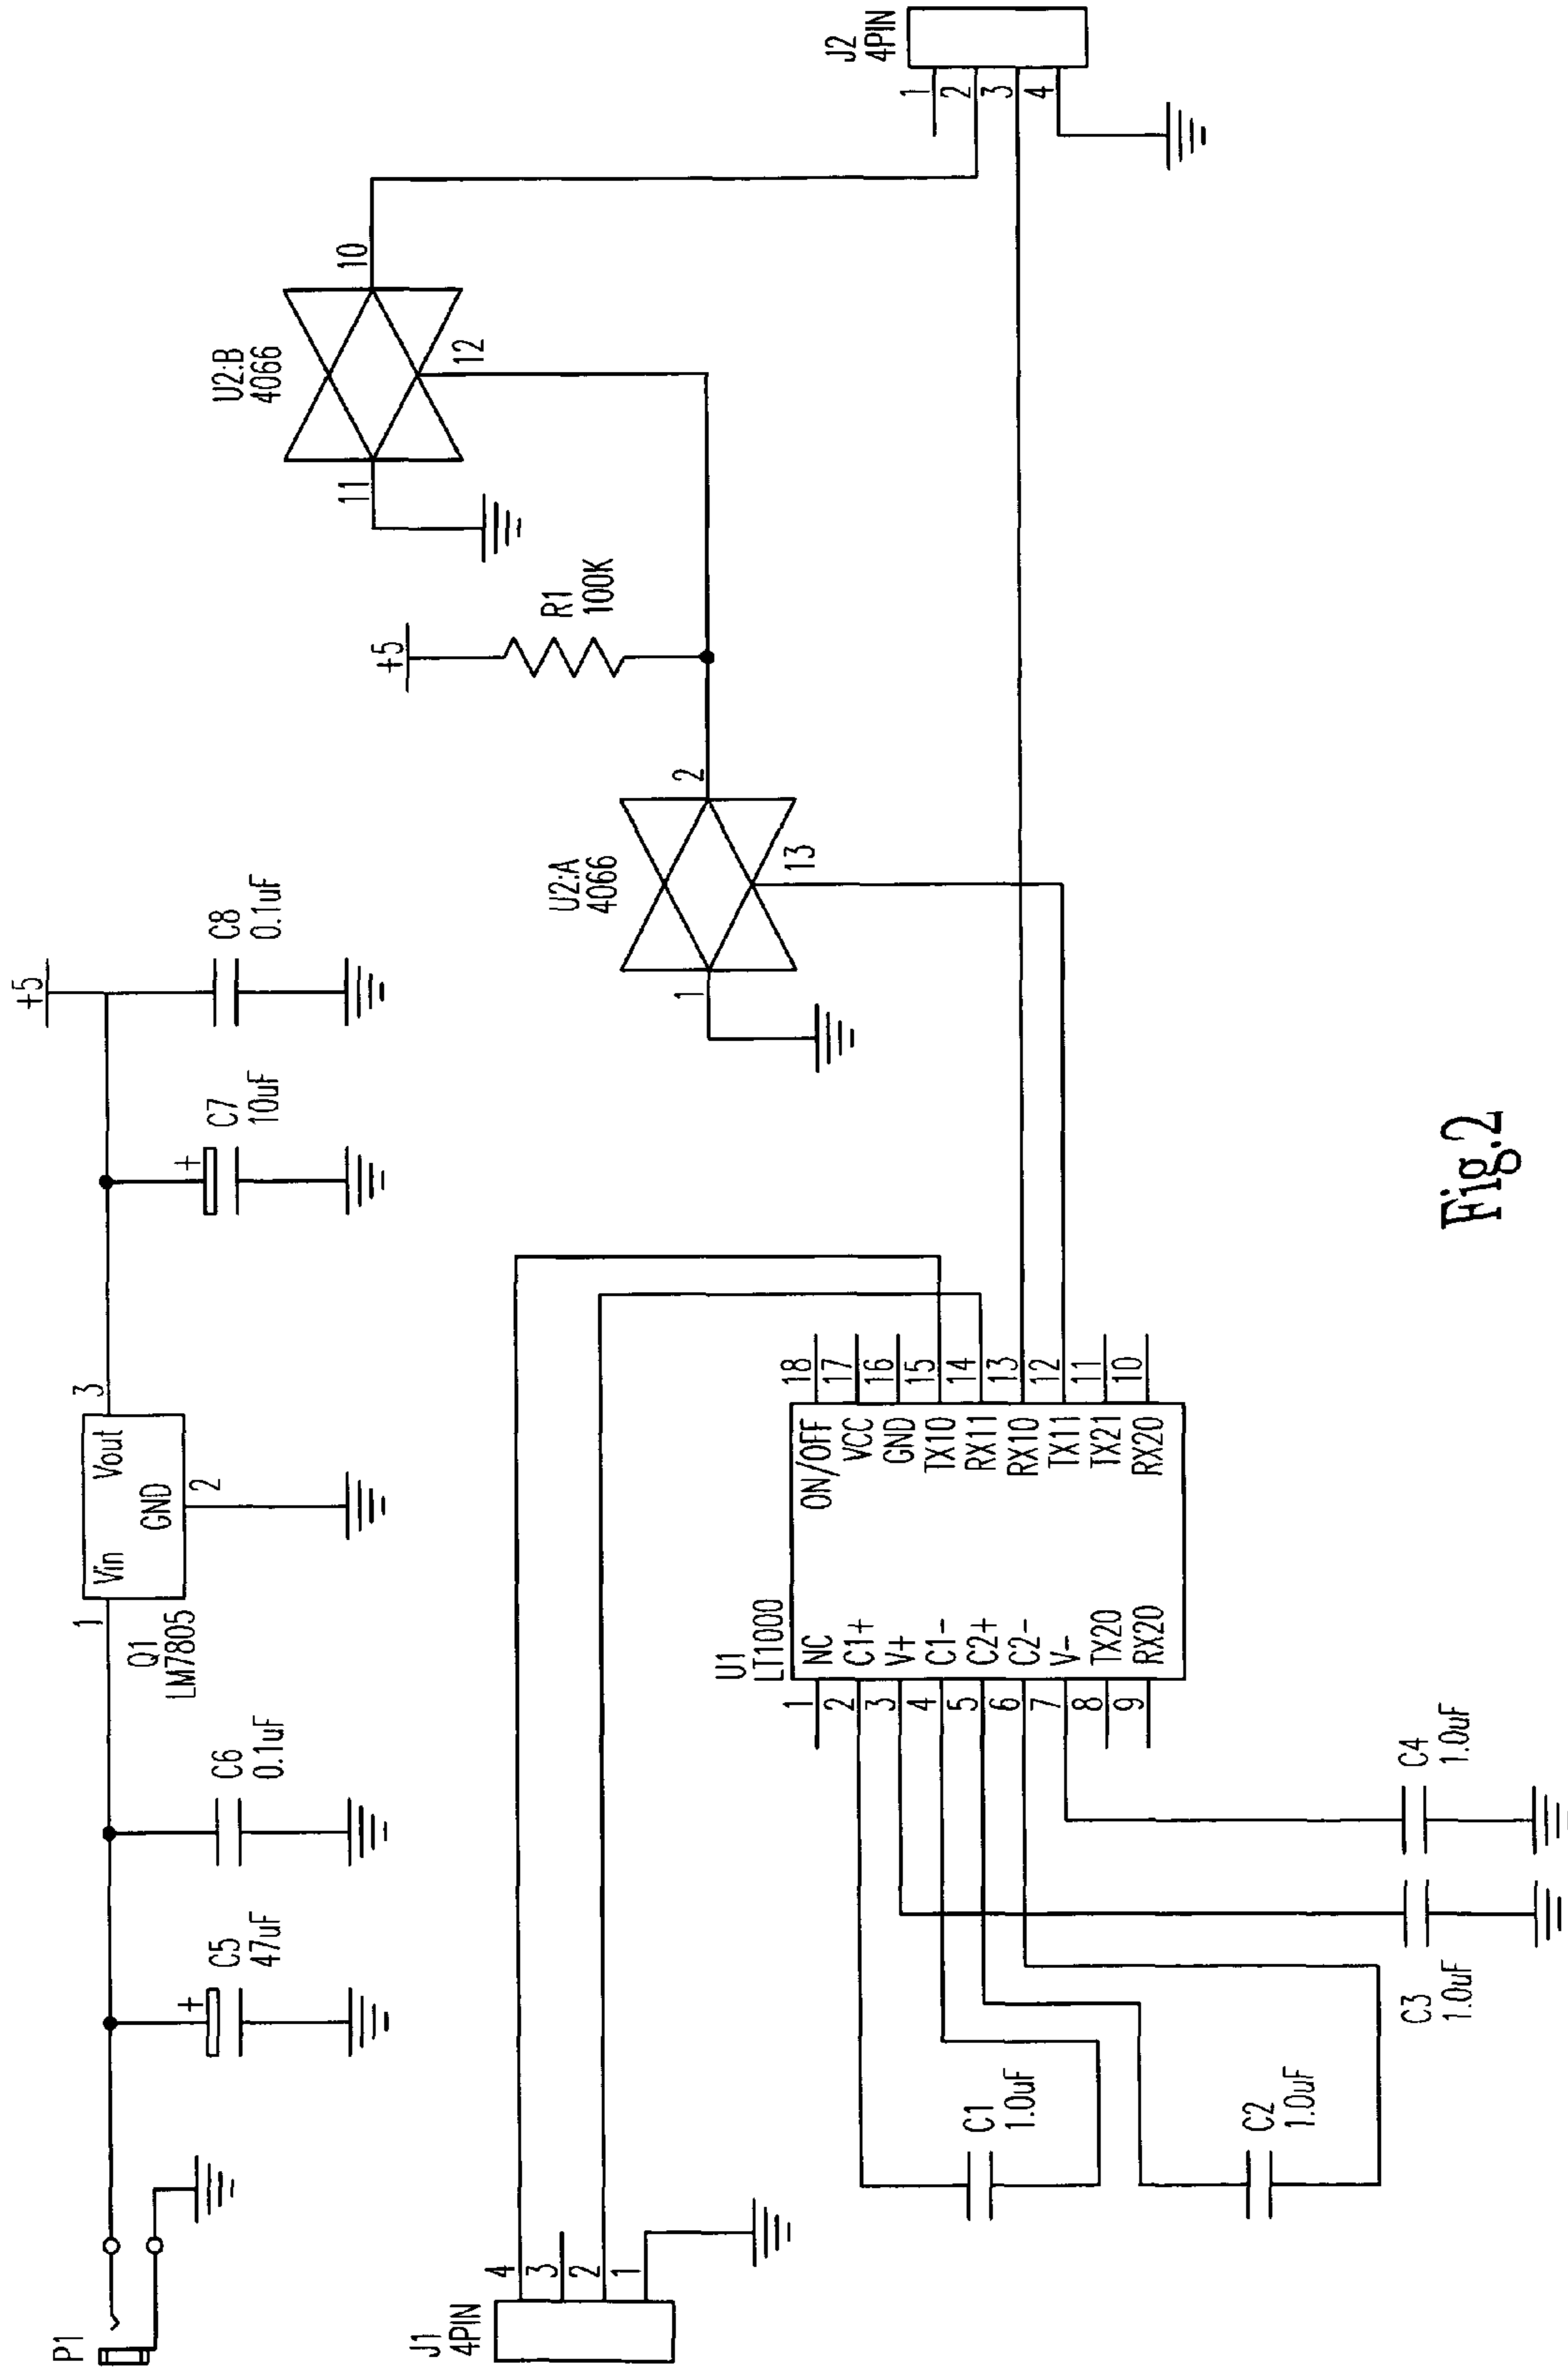 P1
C5
47uF
+
C6
0.1uF
Q1
LM7805
1
Vin
Vout
GND
2
3
+
C7
10uF
+5
C8
0.1uF
J1
4PIN
4
3
2
1
U1
LT1000
1
2
3
4
5
6
7
8
9
NC
C1+
V+
C1-
C2+
C2-
V-
TX20
RX20
ON/OFF
VCC
GND
TX10
RX11
RX10
TX11
TX21
RX20
18
17
16
15
14
13
12
11
10
C1
1.0uF
C2
1.0uF
C3
1.0uF
C4
1.0uF
U2:A
4066
1
2
13
+5
R1
100K
U2:B
4066
11
10
12
J2
4PIN
1
2
3
4
Fig.2